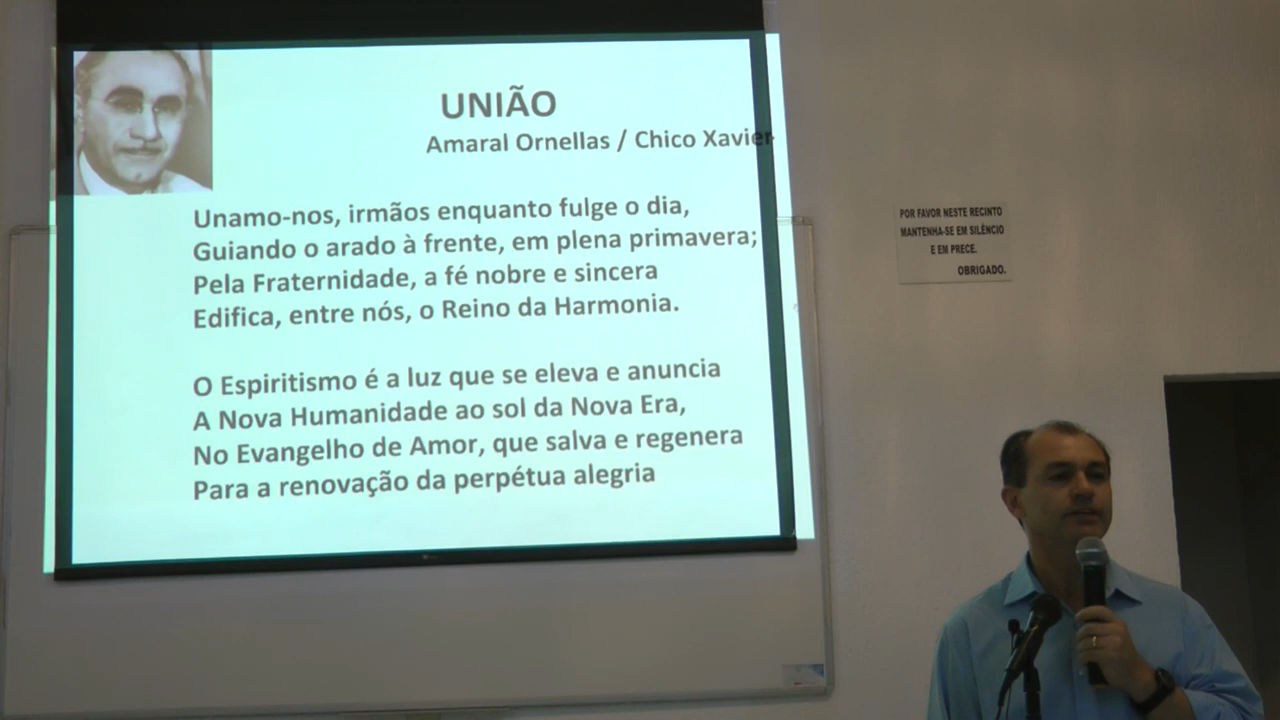 UNIÃO
Amaral Ornellas / Chico Xavier
Unamo-nos, irmãos enquanto fulge o dia,
Guiando o arado à frente, em plena primavera;
Pela Fraternidade, a fé nobre e sincera
Edifica, entre nós, o Reino da Harmonia.
O Espiritismo é a luz que se eleva e anuncia
A Nova Humanidade ao sol da Nova Era,
No Evangelho de Amor, que salva e regenera
Para a renovação da perpétua alegria
POR FAVOR NESTE RECINTO
MANTENHA-SE EM SILÊNCIO
E EM PRECE.
OBRIGADO.